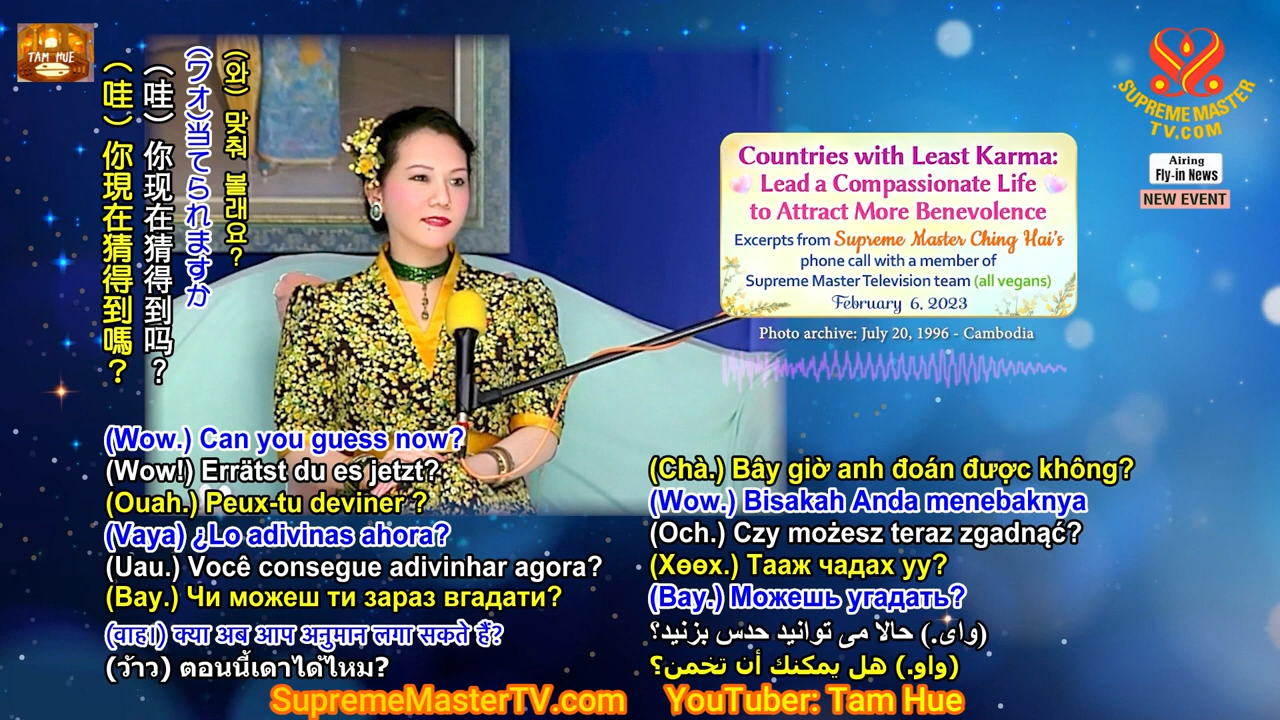 TAM HUE
（哇）你現在猜得到嗎？
（哇）你现在猜得到吗？
（ワオ）当てられますか
（와）맞춰 볼래요?
SUPREME MASTER
TV.COM
Airing
Fly-in News
NEW EVENT
Countries with Least Karma:
Lead a Compassionate Life
to Attract More Benevolence
Excerpts from Supreme Master Ching Hai's
phone call with a member of
Supreme Master Television team (all vegans)
February 6, 2023
Photo archive: July 20, 1996 - Cambodia
(Wow.) Can you guess now?
(Wow!) Errätst du es jetzt?
(Ouah.) Peux-tu deviner ?
(Vaya) ¿Lo adivinas ahora?
(Uau.) Você consegue adivinhar agora?
(Bay.) Чи можеш ти зараз вгадати?
(वाह।) क्या अब आप अनुमान लगा सकते हैं?
(ว้าว) ตอนนี้เดาได้ไหม?
(Chà.) Bây giờ anh đoán được không?
(Wow.) Bisakah Anda menebaknya
(Och.) Czy możesz teraz zgadnąć?
(Хөөх.) Тааж чадах уу?
(Вау.) Можешь угадать?
(وای.) حالا می توانید حدس بزنید؟
(واو.) هل يمكنك أن تخمن؟
SupremeMasterTV.com
YouTuber: Tam Hue